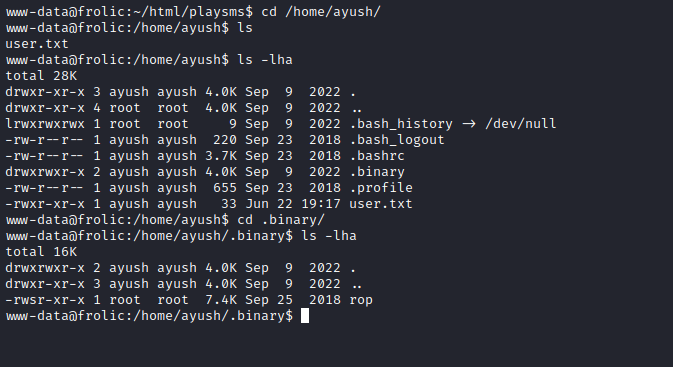 www-data@frolic:~/html/playsms$ cd /home/ayush/
www-data@frolic:/home/ayush$ ls
user.txt
www-data@frolic:/home/ayush$ ls -lha
total 28K
drwxr-xr-x 3 ayush ayush 4.0K Sep  9  2022 .
drwxr-xr-x 4 root  root  4.0K Sep  9  2022 ..
lrwxrwxrwx 1 root  root     9 Sep  9  2022 .bash_history -> /dev/null
-rw-r--r-- 1 ayush ayush  220 Sep 23  2018 .bash_logout
-rw-r--r-- 1 ayush ayush 3.7K Sep 23  2018 .bashrc
drwxrwxr-x 2 ayush ayush 4.0K Sep  9  2022 .binary
-rw-r--r-- 1 ayush ayush  655 Sep 23  2018 .profile
-rwxr-xr-x 1 ayush ayush   33 Jun 22 19:17 user.txt
www-data@frolic:/home/ayush$ cd .binary/
www-data@frolic:/home/ayush/.binary$ ls -lha
total 16K
drwxrwxr-x 2 ayush ayush 4.0K Sep  9  2022 .
drwxr-xr-x 3 ayush ayush 4.0K Sep  9  2022 ..
-rwsr-xr-x 1 root  root  7.4K Sep 25  2018 rop
www-data@frolic:/home/ayush/.binary$